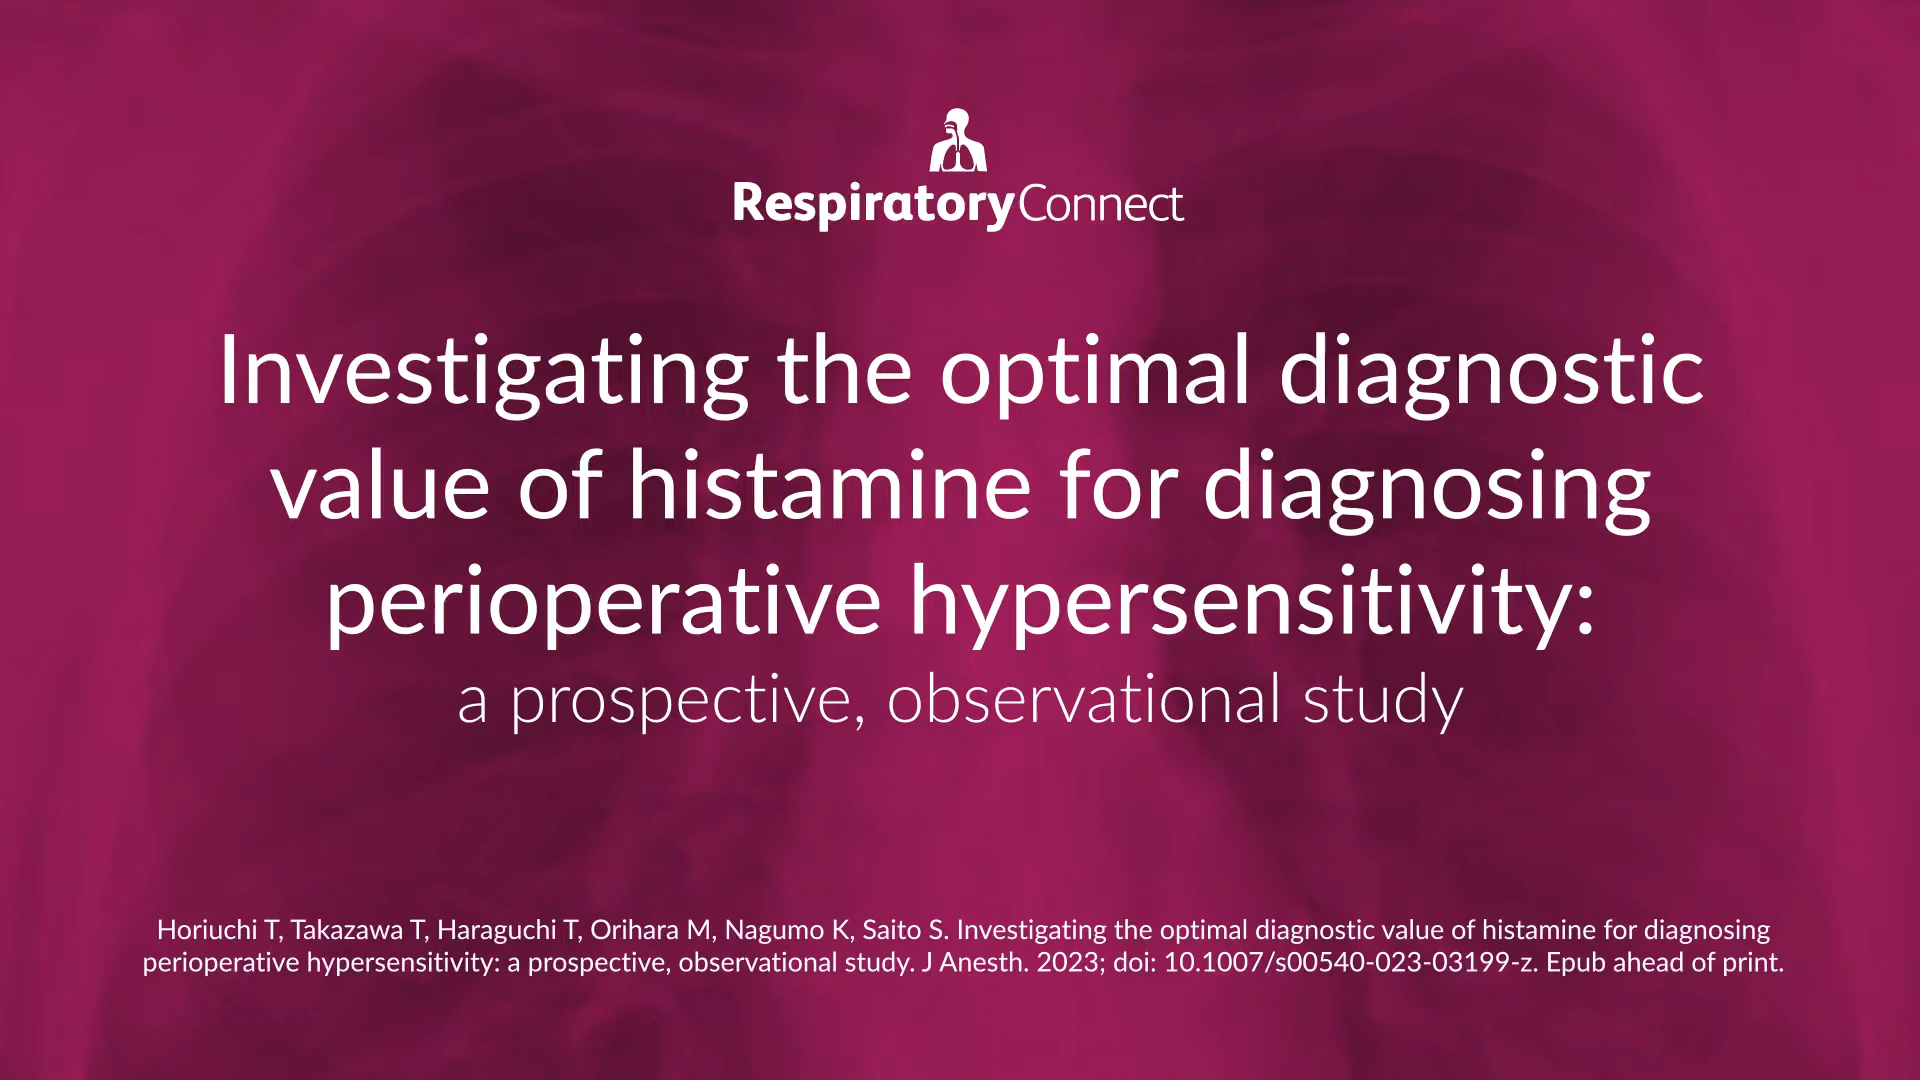 RespiratoryConnect
Investigating the optimal diagnostic
value of histamine for diagnosing
perioperative hypersensitivity:
a prospective, observational study
Horiuchi T, Takazawa T, Haraguchi T, Orihara M, Nagumo K, Saito S. Investigating the optimal diagnostic value of histamine for diagnosing
perioperative hypersensitivity: a prospective, observational study. J Anesth. 2023; doi: 10.1007/s00540-023-03199-z. Epub ahead of print.